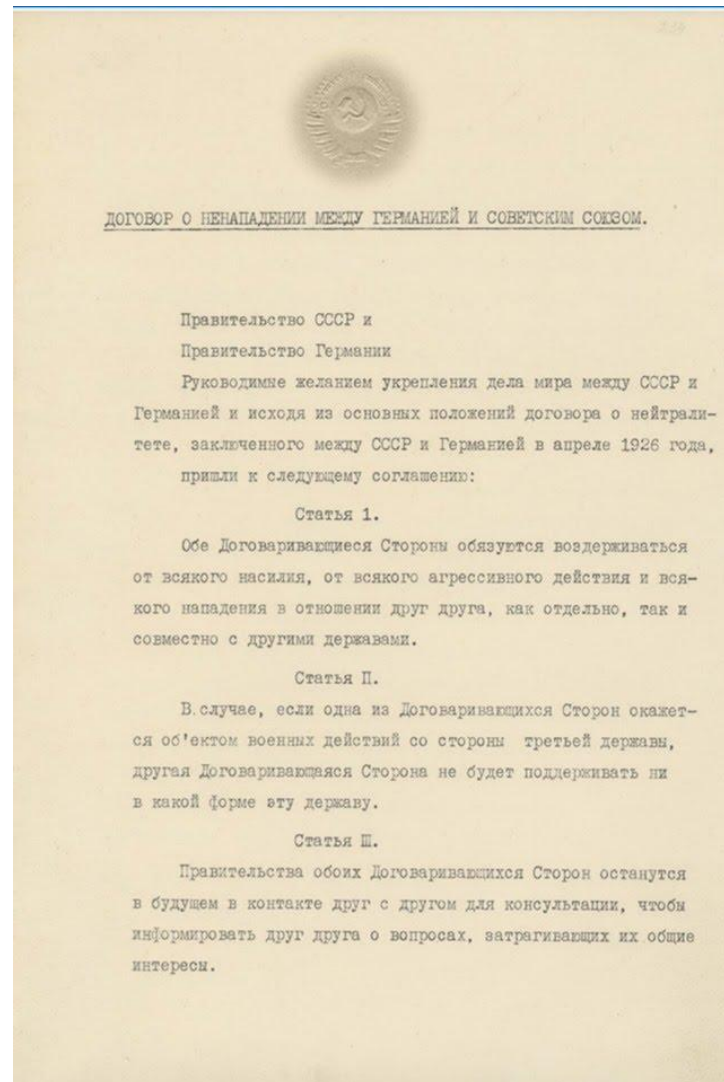 ДОГОВОР О НЕНАПАДЕНИИ МЕЖДУ ГЕРМАНИЕЙ И СОВЕТСКИМ СОЮЗОМ.
Правительство СССР и
Правительство Германии
Руководимые желанием укрепления дела мира между СССР и
Германией и исходя из основных положений договора о нейтрали-
тете, заключенного между СССР и Германией в апреле 1926 года,
пришли к следующему соглашению:
Статья 1.
Обе Договаривающиеся Стороны обязуются воздерживаться
от всякого насилия, от всякого агрессивного действия и вся-
кого нападения в отношении друг друга, как отдельно, так и
совместно с другими державами.
Статья П.
В случае, если одна из Договаривающихся Сторон окажет-
ся об'ектом военных действий со стороны третьей державы,
другая Договаривающаяся Сторона не будет поддерживать ни
в какой форме эту державу.
Статья Ш.
Правительства обоих Договаривающихся Сторон останутся
в будущем в контакте друг с другом для консультации, чтобы
информировать друг друга о вопросах, затрагивающих их общие
интересы.